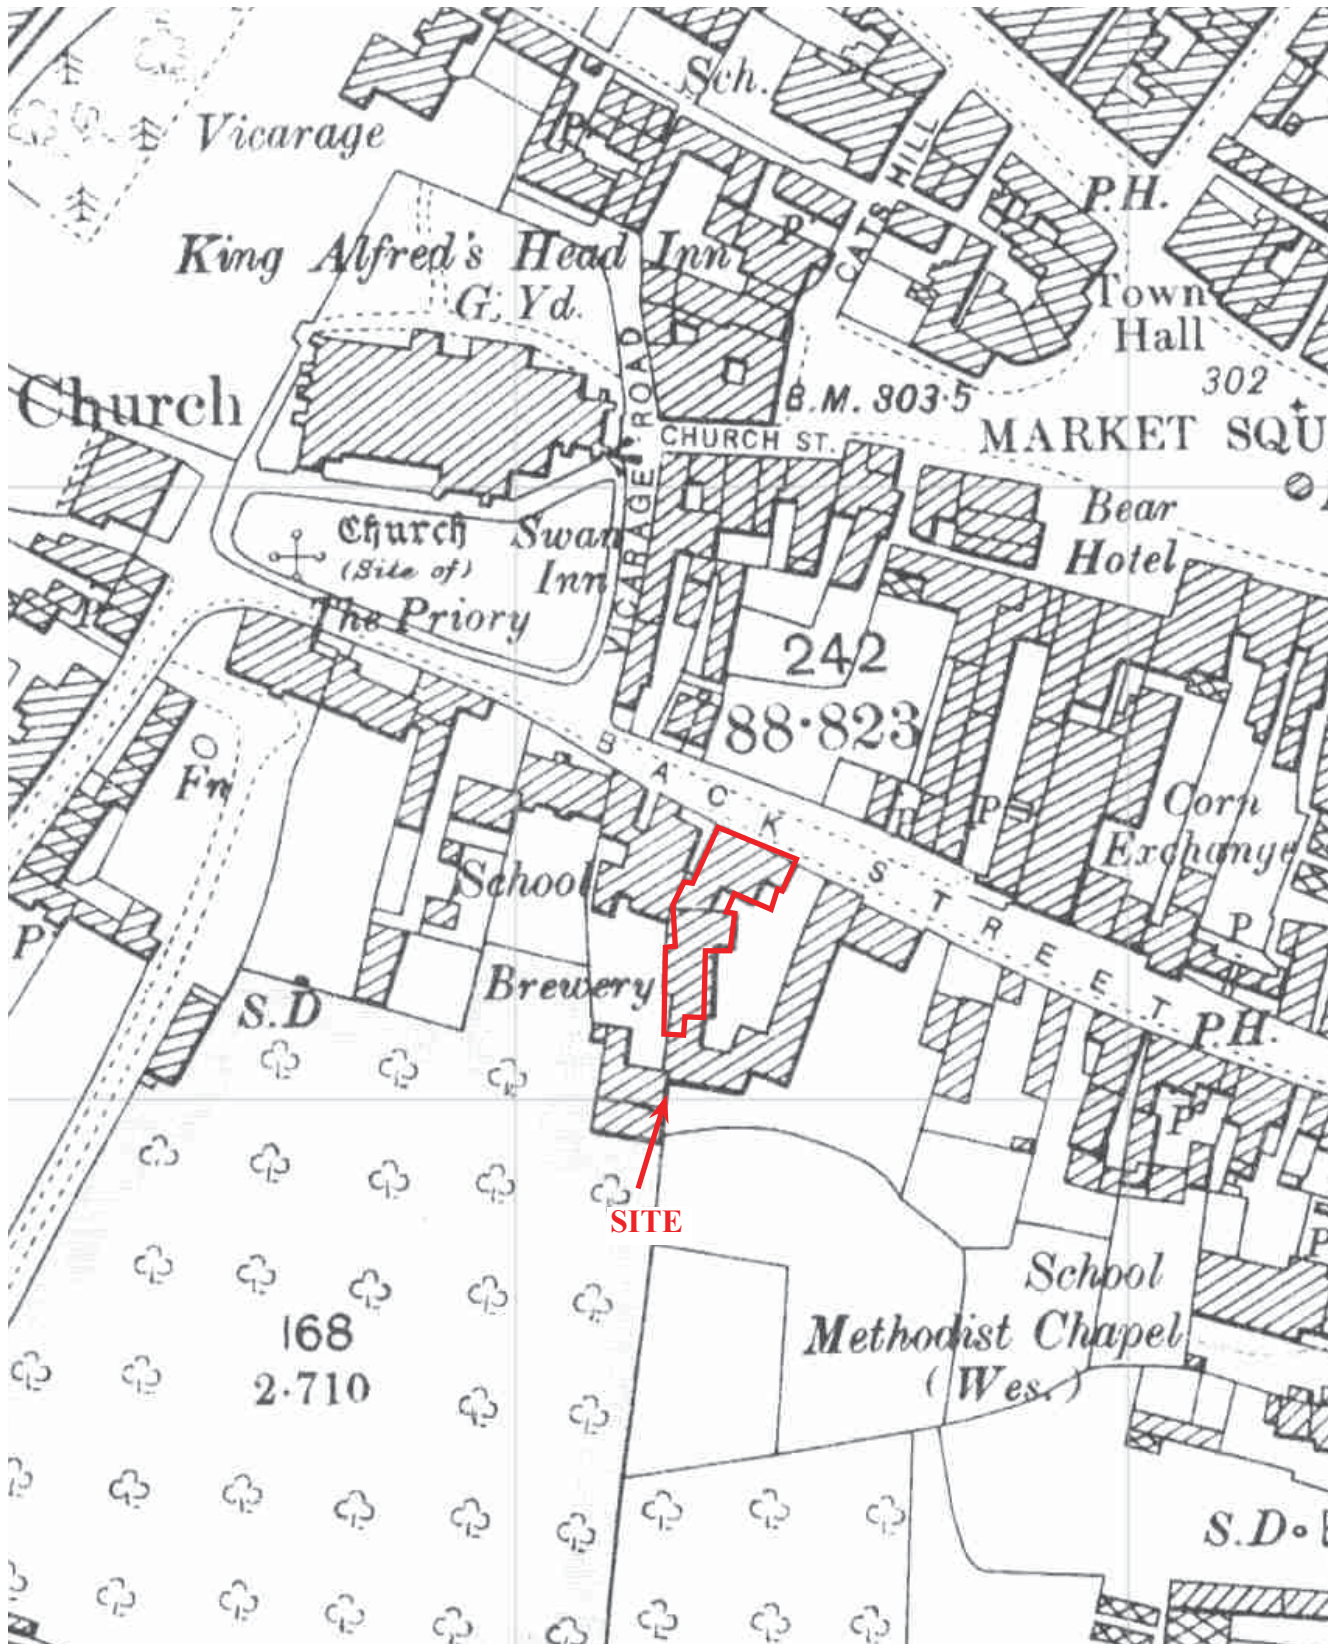 Sch.
Vicarage
P
CATS HILL
P.H.
King Alfred's Head Inn
P
G. Yd.
Town
Hall
302
Church
VICARAGE ROAD
B.M. 303·5
CHURCH ST.
MARKET SQU
Church
(Site of)
The Priory
Swan
Inn
Bear
Hotel
242
88·823
Fn
BACK STREET
P
P
Corn
Exchange
School
P
P
Brewery
S.D
P.H.
P
SITE
P
School
Methodist Chapel
(Wes.)
168
2·710
S.D